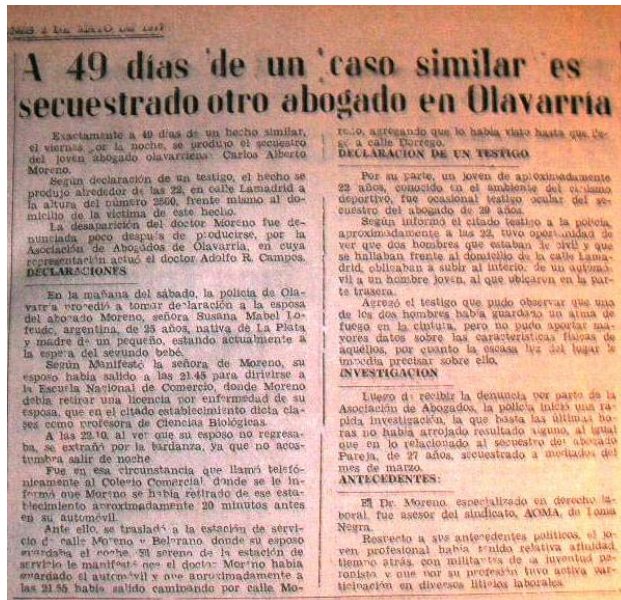 DE MAYO DE
A 49 días de un caso similar es
secuestrado otro abogado en Olavarría
Exactamente a 49 días de un hecho similar,
el viernes por la noche, se produjo el secuestro
del joven abogado olavarriense Carlos Alberto
Moreno.
Según declaración de un testigo, el hecho se
produjo alrededor de las 22, en calle Lamadrid a
la altura del número 2800, frente mismo al do-
micilio de la víctima de este hecho.
La desaparición del doctor Moreno fue de-
nunciada poco después de producirse, por la
Asociación de Abogados de Olavarría, en cuya
representación actuó el doctor Adolfo R. Campos.
DECLARACIONES
En la mañana del sábado, la policía de Ola-
varría procedió a tomar declaración a la esposa
del abogado Moreno, señora Susana Mabel Lo-
feudo, argentina, de 25 años, nativa de La Plata
y madre de un pequeño, estando actualmente a
la espera del segundo bebé.
Según Manifestó la señora de Moreno, su
esposo había salido a las 21.45 para dirigirse a
la Escuela Nacional de Comercio, donde Moreno
debía retirar una licencia por enfermedad de su
esposa, que en el citado establecimiento dicta cla-
ses como profesora de Ciencias Biológicas.
A las 22.10, al ver que su esposo no regresa-
ba, se extrañó por la tardanza, ya que no acos-
tumbra salir de noche
Fue en esa circunstancia que llamó telefó-
nicamente al Colegio Comercial, donde se le in-
formó que Moreno se había retirado de ese esta-
blecimiento aproximadamente 20 minutos antes
en su automóvil.
Ante ello, se trasladó a la estación de servi-
cio de calle Moreno y Belgrano, donde su esposo
guardaba el coche. El sereno de la estación de
servicio le manifestó que el doctor Moreno había
guardado el automóvil y que aproximadamente a
las 21.55 había salido caminando por calle Mo-
reno, agregando que lo había visto hasta que
a calle Dorrego.
DECLARACION DE UN TESTIGO
Por su parte, un joven de aproximadamente
22 años, conocido en el ambiente del ciclismo
deportivo, fue ocasional testigo ocular del se-
cuestro del abogado de 29 años.
Según informó el citado testigo a la policía,
aproximadamente a las 22, tuvo oportunidad de
ver que dos hombres que estaban de civil y que
se hallaban frente al domicilio de la calle Lama-
drid, obligaban a subir al interior de un automó-
vil a un hombre joven, al que ubicaron en la par-
te trasera.
Agregó el testigo que pudo observar que uno
de los dos hombres había guardado un arma de
fuego en la cintura, pero no pudo aportar ma-
yores datos sobre las características físicas de
aquéllos, por cuanto la escasa luz del lugar le
impedía precisar sobre ello.
INVESTIGACION
Luego de recibir la denuncia por parte de la
Asociación de Abogados, la policía inició una rá-
pida investigación, la que hasta las últimas ho-
ras no había arrojado resultado alguno, al igual
que en lo relacionado al secuestro del abogado
Pareja, de 27 años, secuestrado a mediados del
mes de marzo.
ANTECEDENTES:
El Dr. Moreno, especializado en derecho la-
boral, fue asesor del sindicato, AOMA, de Loma
Negra.
Respecto a sus antecedentes políticos, el jo-
ven profesional había tenido relativa afinidad,
tiempo atrás, con militantes de la juventud pe-
ronista y que por su profesión tuvo activa par-
ticipación en diversos litigios laborales